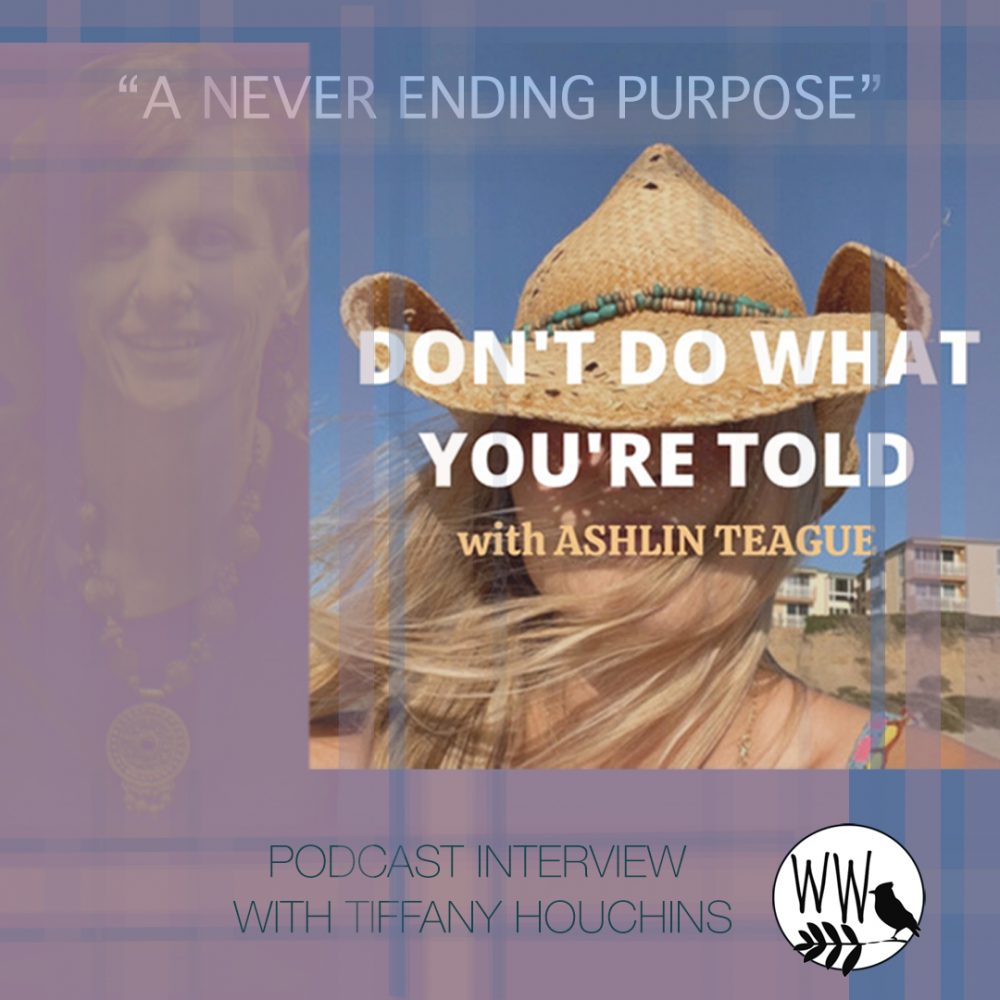 “A NEVER ENDING PURPOSE”
DON'T DO WHAT
YOU'RE TOLD
with ASHLIN TEAGUE
PODCAST INTERVIEW
WITH TIFFANY HOUCHINS
WW